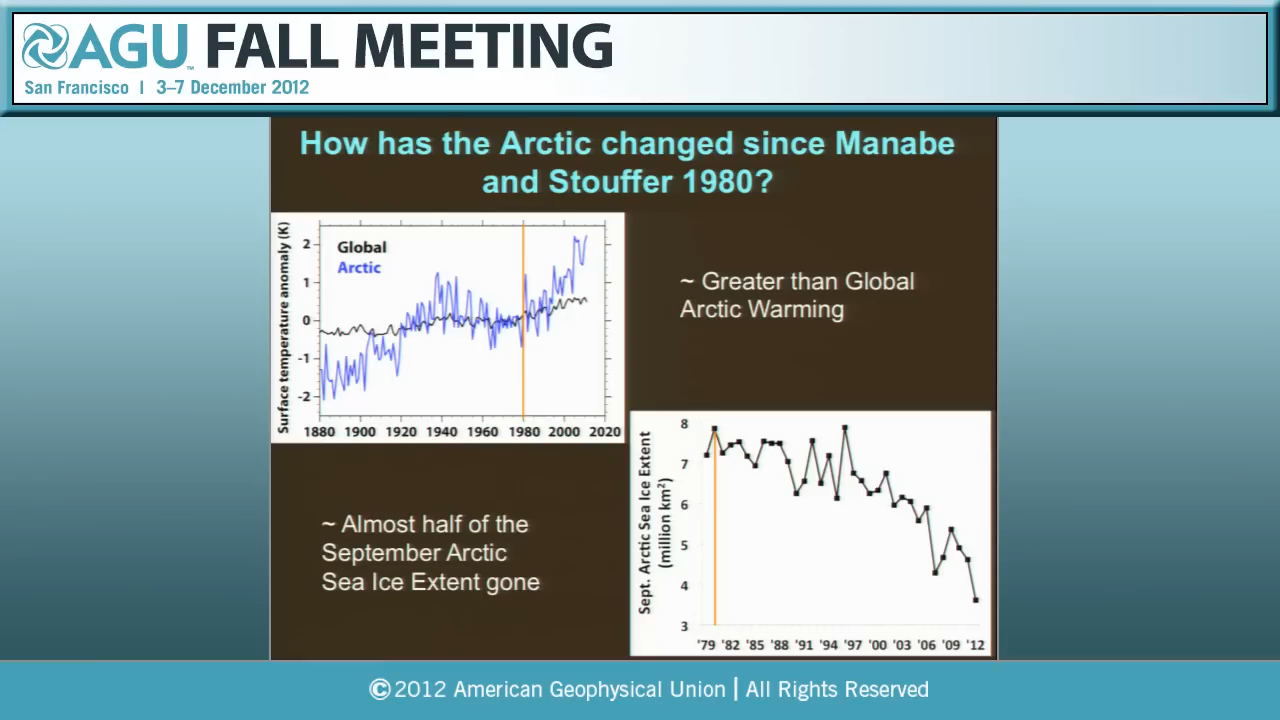 AGU™ FALL MEETING
San Francisco | 3–7 December 2012
How has the Arctic changed since Manabe
and Stouffer 1980?
Surface temperature anomaly (K)
2
1
0
-1
-2
Global
Arctic
1880 1900 1920 1940 1960 1980 2000 2020
~ Greater than Global
Arctic Warming
~ Almost half of the
September Arctic
Sea Ice Extent gone
Sept. Arctic Sea Ice Extent
(million km²)
8
7
6
5
4
3
'79 '82 '85 '88 '91 '94 '97 '00 '03 '06 '09 '12
©2012 American Geophysical Union | All Rights Reserved